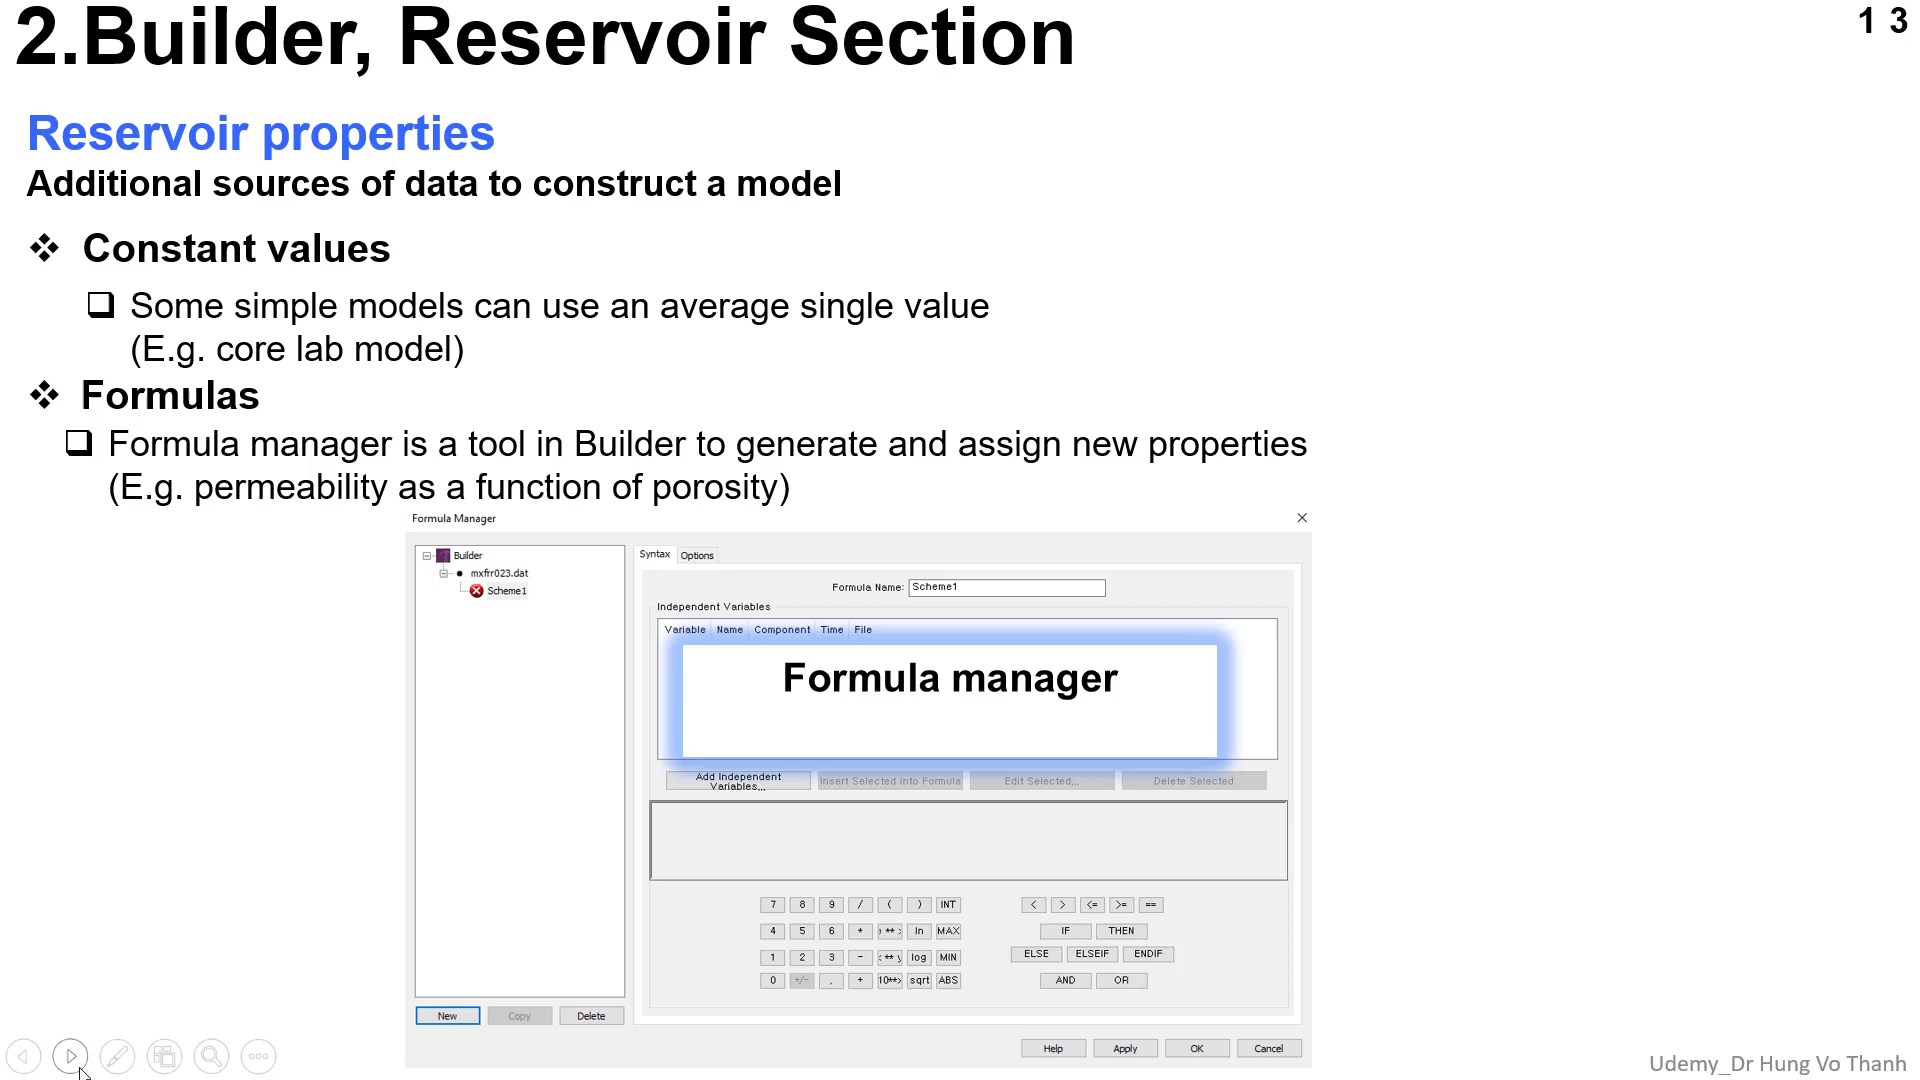 2.Builder, Reservoir Section
1 3
Reservoir properties
Additional sources of data to construct a model
Constant values
Some simple models can use an average single value
(E.g. core lab model)
Formulas
Formula manager is a tool in Builder to generate and assign new properties
(E.g. permeability as a function of porosity)
Formula Manager
Builder
mxfrr023.dat
Scheme1
Syntax Options
Formula Name: Scheme1
Independent Variables
Variable Name Component Time File
Formula manager
Add Independent
Variables...
Insert Selected into Formula Edit Selected... Delete Selected
7 8 9 / ( ) INT < > <= >= ==
4 5 6 * ln MAX IF THEN
1 2 3 - log MIN ELSE ELSEIF ENDIF
0 +/- . + sqrt ABS AND OR
New Copy Delete
Help Apply OK Cancel
Udemy_Dr Hung Vo Thanh